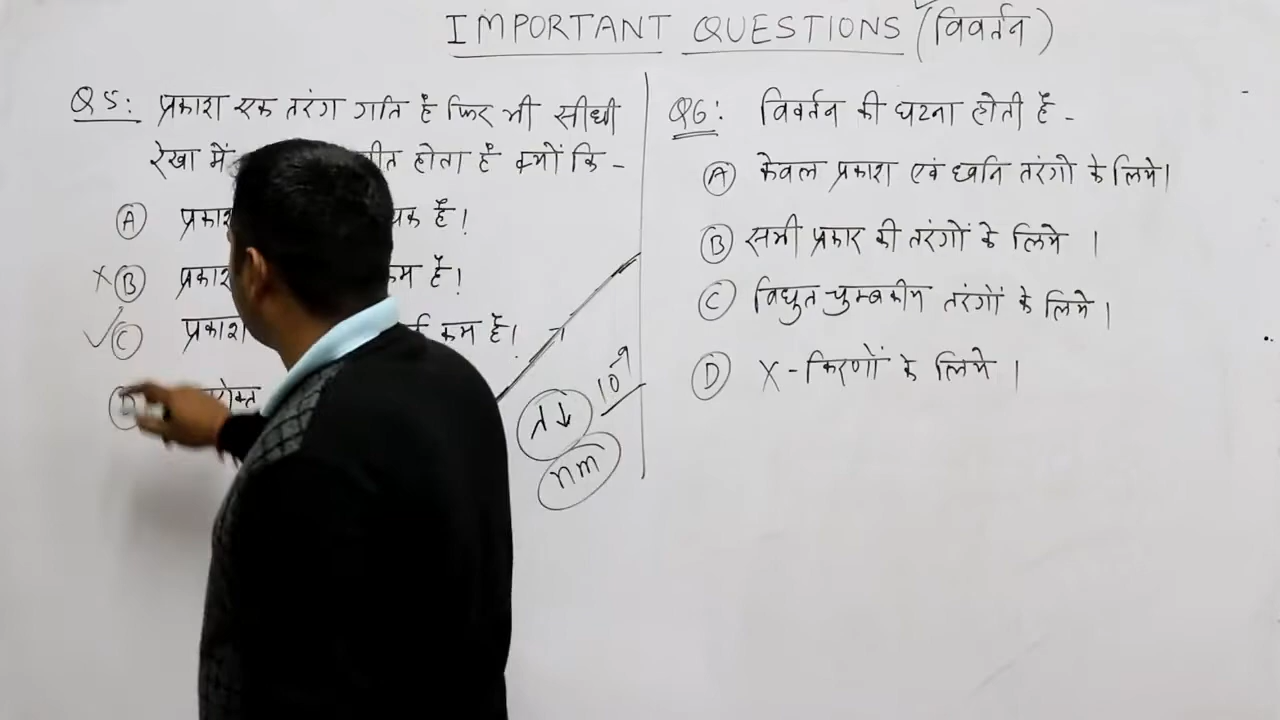 IMPORTANT QUESTIONS (विवर्तन)
Q5: प्रकाश एक तरंग गति है फिर भी सीधी
रेखा में होता है क्यों कि -
(A) प्रकाश है।
(B) प्रकाश कम है।
(C) प्रकाश कम है।
(D)
λ↓
10⁻⁹
nm
Q6: विवर्तन की घटना होती है -
(A) केवल प्रकाश एवं ध्वनि तरंगो के लिये।
(B) सभी प्रकार की तरंगों के लिये ।
(C) विधुत-चुम्बकीय तरंगों के लिये।
(D) X-किरणों के लिये ।